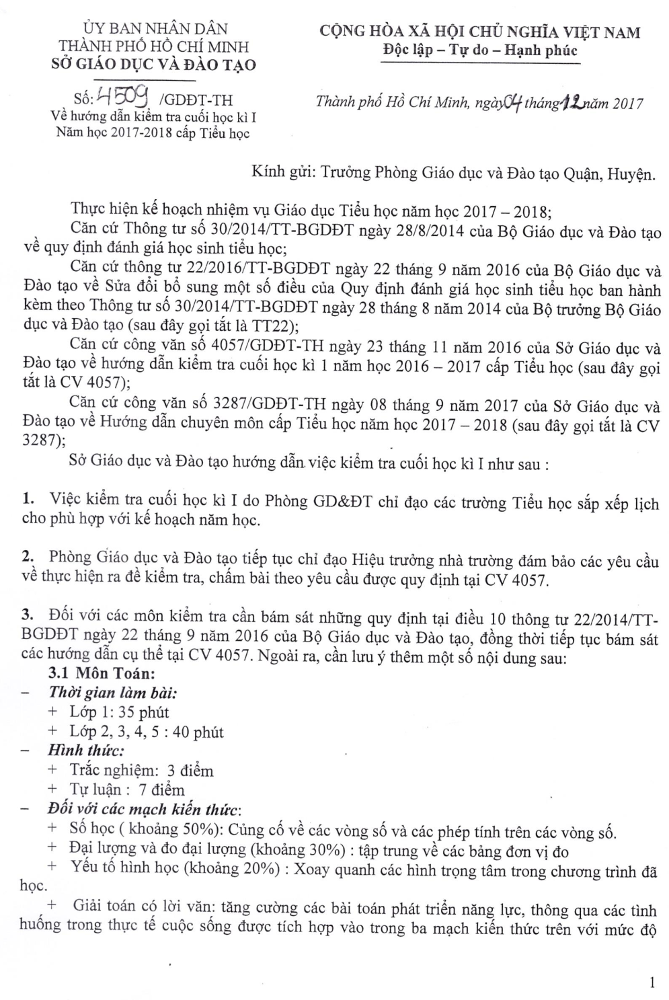 ỦY BAN NHÂN DÂN
THÀNH PHỐ HỒ CHÍ MINH
SỞ GIÁO DỤC VÀ ĐÀO TẠO
CỘNG HÒA XÃ HỘI CHỦ NGHĨA VIỆT NAM
Độc lập – Tự do – Hạnh phúc
Số: 4509 /GDĐT-TH
Về hướng dẫn kiểm tra cuối học kì I
Năm học 2017-2018 cấp Tiểu học
Thành phố Hồ Chí Minh, ngày 04 tháng 12 năm 2017
Kính gửi: Trưởng Phòng Giáo dục và Đào tạo Quận, Huyện.
Thực hiện kế hoạch nhiệm vụ Giáo dục Tiểu học năm học 2017 – 2018;
Căn cứ Thông tư số 30/2014/TT-BGDĐT ngày 28/8/2014 của Bộ Giáo dục và Đào tạo
về quy định đánh giá học sinh tiểu học;
Căn cứ thông tư 22/2016/TT-BGDĐT ngày 22 tháng 9 năm 2016 của Bộ Giáo dục và
Đào tạo về Sửa đổi bổ sung một số điều của Quy định đánh giá học sinh tiểu học ban hành
kèm theo Thông tư số 30/2014/TT-BGDĐT ngày 28 tháng 8 năm 2014 của Bộ trưởng Bộ Giáo
dục và Đào tạo (sau đây gọi tắt là TT22);
Căn cứ công văn số 4057/GDĐT-TH ngày 23 tháng 11 năm 2016 của Sở Giáo dục và
Đào tạo về hướng dẫn kiểm tra cuối học kì 1 năm học 2016 – 2017 cấp Tiểu học (sau đây gọi
tắt là CV 4057);
Căn cứ công văn số 3287/GDĐT-TH ngày 08 tháng 9 năm 2017 của Sở Giáo dục và
Đào tạo về Hướng dẫn chuyên môn cấp Tiểu học năm học 2017 – 2018 (sau đây gọi tắt là CV
3287);
Sở Giáo dục và Đào tạo hướng dẫn việc kiểm tra cuối học kì I như sau :
1. Việc kiểm tra cuối học kì I do Phòng GD&ĐT chỉ đạo các trường Tiểu học sắp xếp lịch
cho phù hợp với kế hoạch năm học.
2. Phòng Giáo dục và Đào tạo tiếp tục chỉ đạo Hiệu trưởng nhà trường đảm bảo các yêu cầu
về thực hiện ra đề kiểm tra, chấm bài theo yêu cầu được quy định tại CV 4057.
3. Đối với các môn kiểm tra cần bám sát những quy định tại điều 10 thông tư 22/2014/TT-
BGDĐT ngày 22 tháng 9 năm 2016 của Bộ Giáo dục và Đào tạo, đồng thời tiếp tục bám sát
các hướng dẫn cụ thể tại CV 4057. Ngoài ra, cần lưu ý thêm một số nội dung sau:
3.1 Môn Toán:
– Thời gian làm bài:
+ Lớp 1: 35 phút
+ Lớp 2, 3, 4, 5 : 40 phút
– Hình thức:
+ Trắc nghiệm: 3 điểm
+ Tự luận : 7 điểm
– Đối với các mạch kiến thức:
+ Số học ( khoảng 50%): Củng cố về các vòng số và các phép tính trên các vòng số.
+ Đại lượng và đo đại lượng (khoảng 30%) : tập trung về các bảng đơn vị đo
+ Yếu tố hình học (khoảng 20%) : Xoay quanh các hình trọng tâm trong chương trình đã
học.
+ Giải toán có lời văn: tăng cường các bài toán phát triển năng lực, thông qua các tình
huống trong thực tế cuộc sống được tích hợp vào trong ba mạch kiến thức trên với mức độ
1